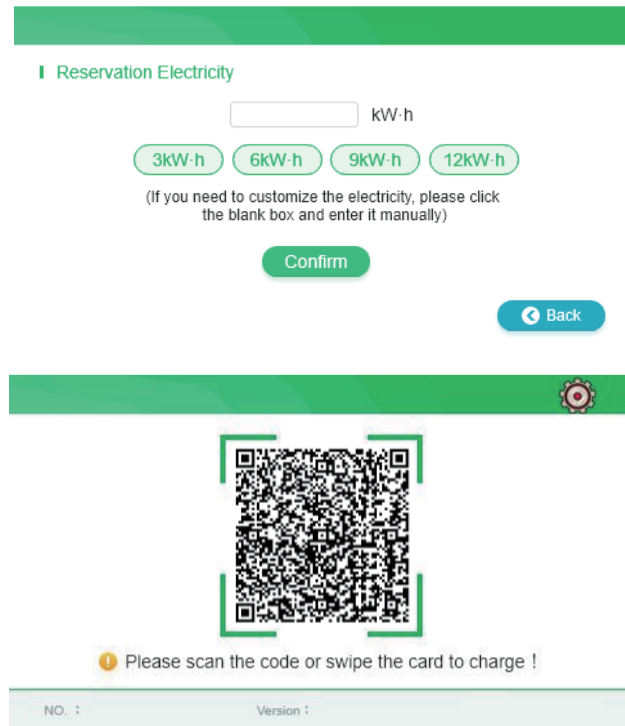 Reservation Electricity
kW·h
3kW·h 6kW·h 9kW·h 12kW·h
(If you need to customize the electricity, please click
the blank box and enter it manually)
Confirm
Back
Please scan the code or swipe the card to charge！
NO.： Version：